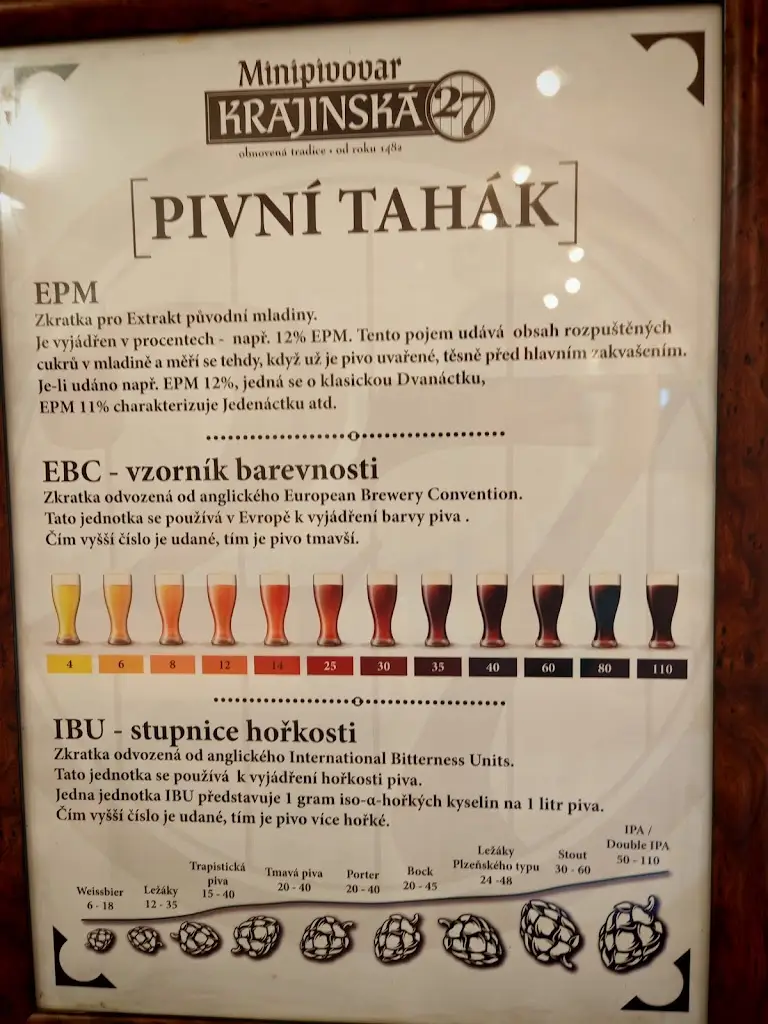 Minipivovar
KRAJINSKÁ 27
obnovená tradice • od roku 1482
[PIVNÍ TAHÁK]
EPM
Zkratka pro Extrakt původní mladiny.
Je vyjádřen v procentech - např. 12% EPM. Tento pojem udává obsah rozpuštěných
cukrů v mladině a měří se tehdy, když už je pivo uvařené, těsně před hlavním zakvašením.
Je-li udáno např. EPM 12%, jedná se o klasickou Dvanáctku,
EPM 11% charakterizuje Jedenáctku atd.
EBC - vzorník barevnosti
Zkratka odvozená od anglického European Brewery Convention.
Tato jednotka se používá v Evropě k vyjádření barvy piva .
Čím vyšší číslo je udané, tím je pivo tmavší.
4 6 8 12 14 25 30 35 40 60 80 110
IBU - stupnice hořkosti
Zkratka odvozená od anglického International Bitterness Units.
Tato jednotka se používá k vyjádření hořkosti piva.
Jedna jednotka IBU představuje 1 gram iso-α-hořkých kyselin na 1 litr piva.
Čím vyšší číslo je udané, tím je pivo více hořké.
Weissbier
6 - 18
Ležáky
12 - 35
Trapistická
piva
15 - 40
Tmavá piva
20 - 40
Porter
20 - 40
Bock
20 - 45
Ležáky
Plzeňského typu
24 -48
Stout
30 - 60
IPA /
Double IPA
50 - 110